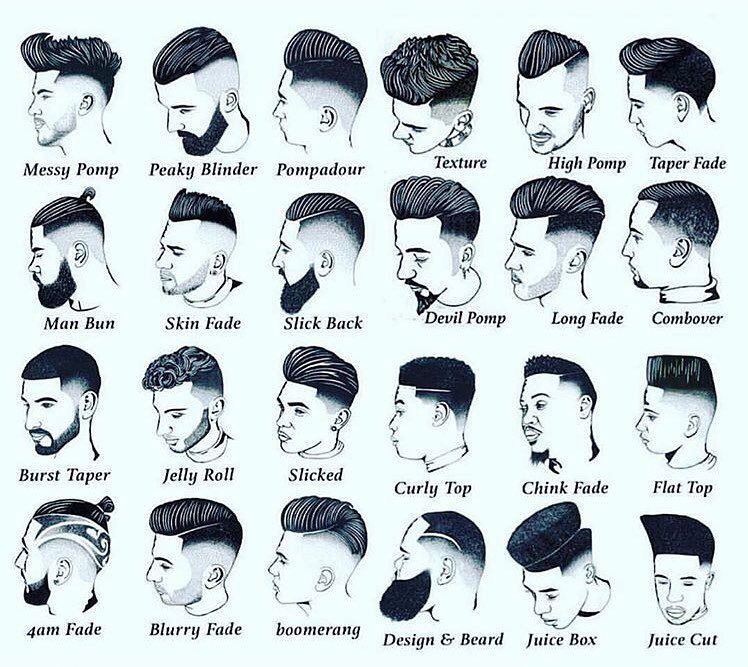 Messy Pomp
Peaky Blinder
Pompadour
Texture
High Pomp
Taper Fade
Man Bun
Skin Fade
Slick Back
Devil Pomp
Long Fade
Combover
Burst Taper
Jelly Roll
Slicked
Curly Top
Chink Fade
Flat Top
4am Fade
Blurry Fade
boomerang
Design & Beard
Juice Box
Juice Cut